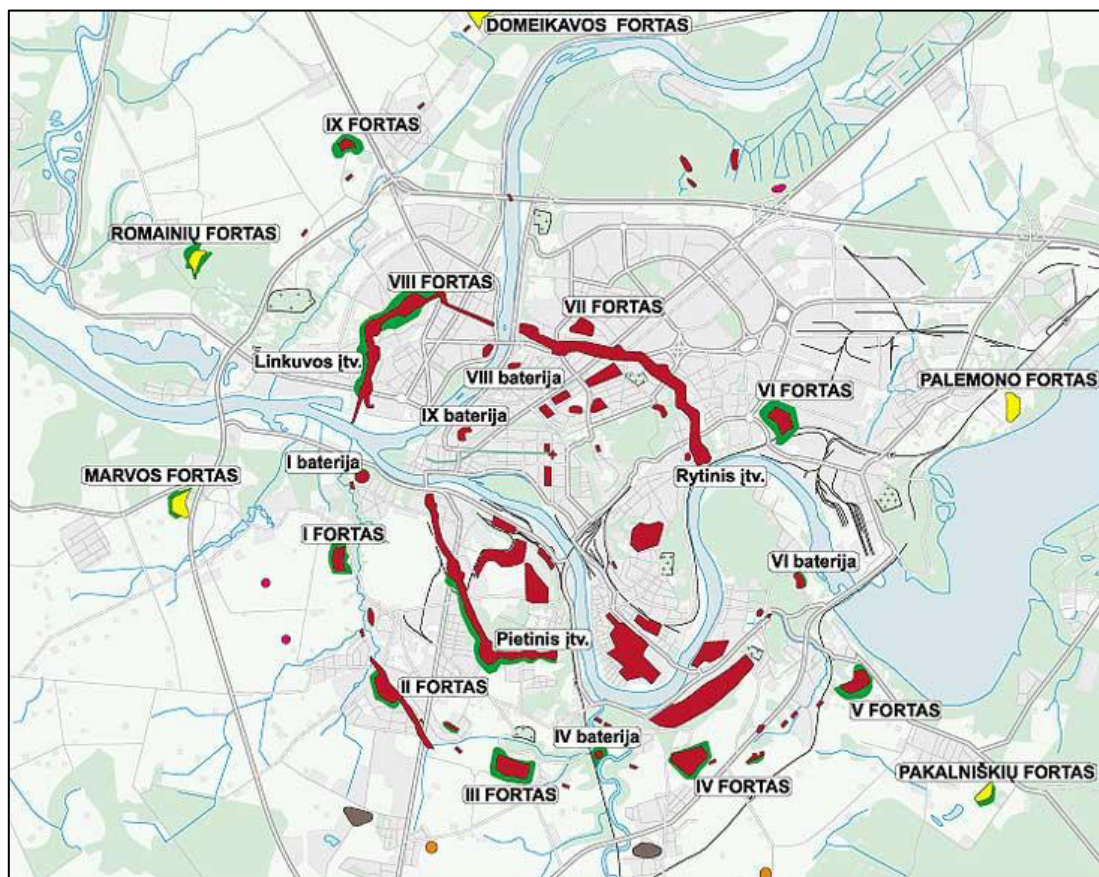 DOMEIKAVOS FORTAS
IX FORTAS
ROMAINIŲ FORTAS
VIII FORTAS
VII FORTAS
Linkuvos įtv.
VIII baterija
PALEMONO FORTAS
VI FORTAS
IX baterija
I baterija
MARVOS FORTAS
Rytinis įtv.
I FORTAS
VI baterija
Pietinis įtv.
II FORTAS
V FORTAS
IV baterija
PAKALNIŠKIŲ FORTAS
IV FORTAS
III FORTAS